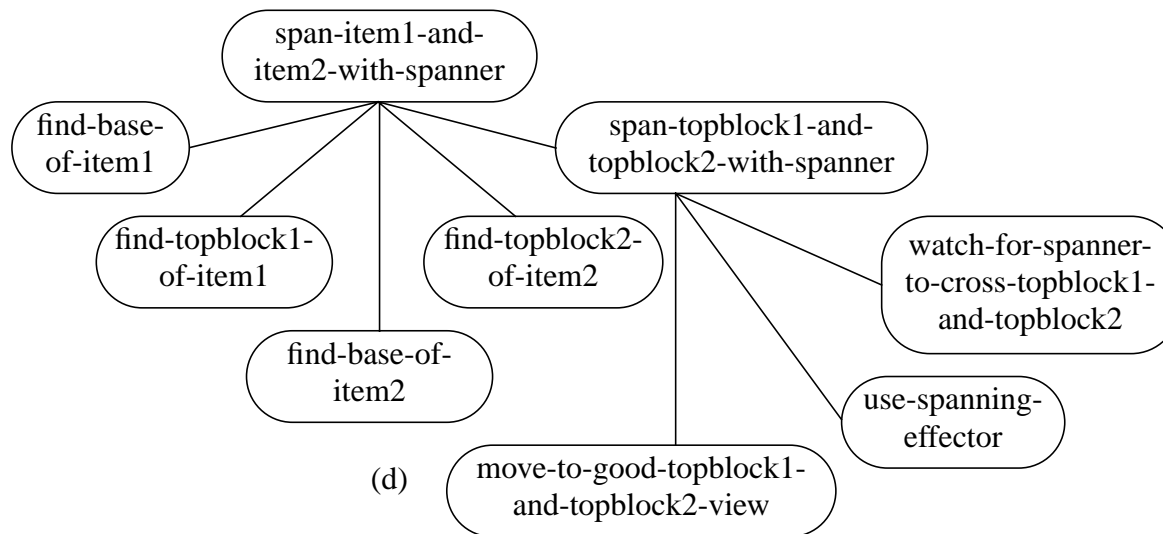 span-item1-and-
item2-with-spanner
find-base-
of-item1
span-topblock1-and-
topblock2-with-spanner
find-topblock1-
of-item1
find-topblock2-
of-item2
watch-for-spanner-
to-cross-topblock1-
and-topblock2
find-base-of-
item2
use-spanning-
effector
(d)
move-to-good-topblock1-
and-topblock2-view